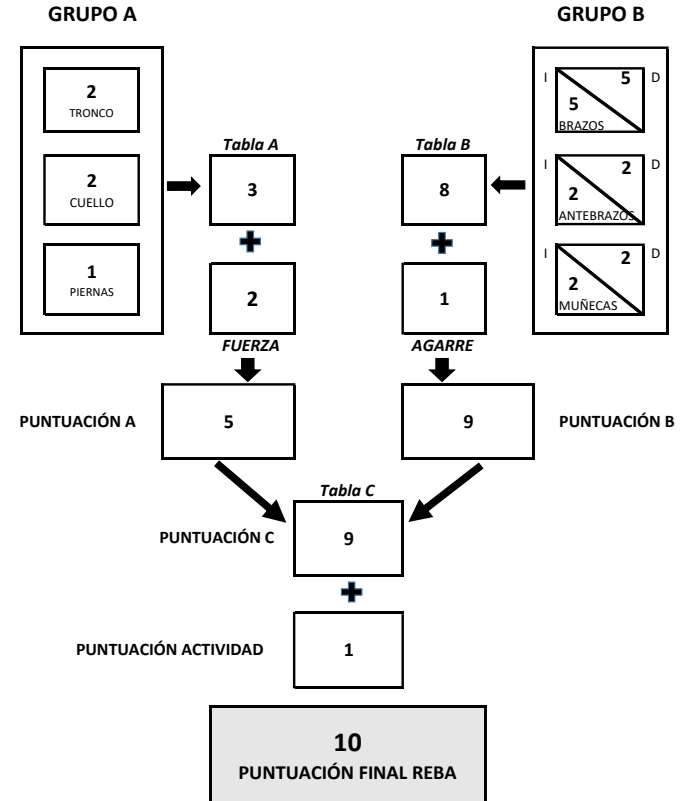 GRUPO A
GRUPO B
2
TRONCO
2
CUELLO
1
PIERNAS
Tabla A
3
2
FUERZA
Tabla B
8
1
AGARRE
I
5
D
5
BRAZOS
I
2
D
2
ANTEBRAZOS
I
2
D
2
MUÑECAS
PUNTUACIÓN A
5
9
PUNTUACIÓN B
Tabla C
PUNTUACIÓN C
9
PUNTUACIÓN ACTIVIDAD
1
10
PUNTUACIÓN FINAL REBA